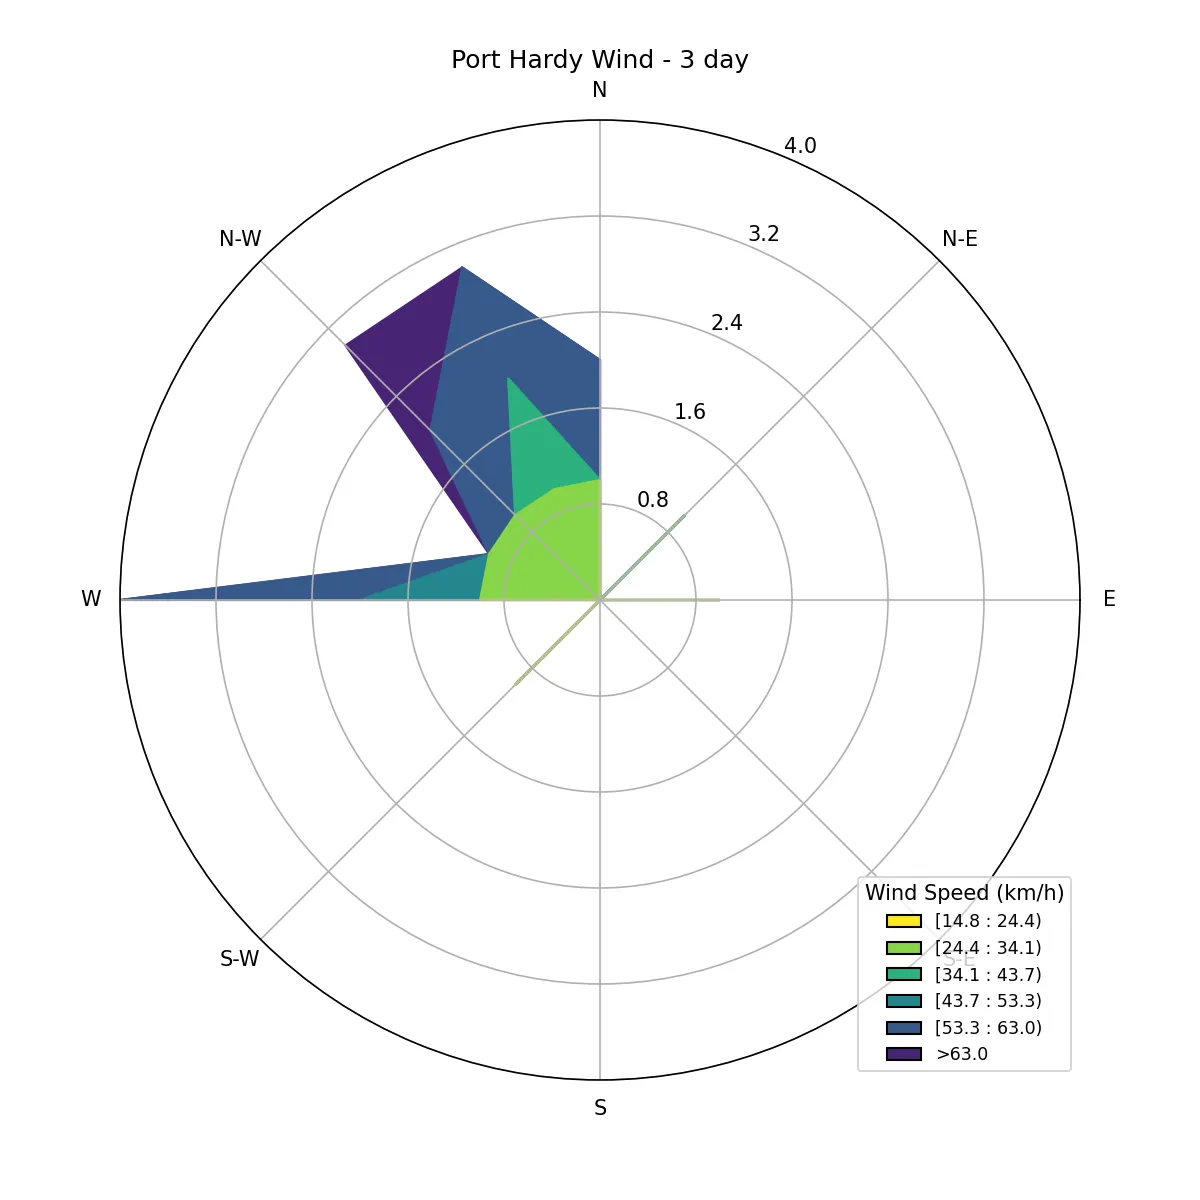 Port Hardy Wind - 3 day
N
4.0
N-W
3.2
N-E
2.4
1.6
0.8
W
E
S-W
S-E
S
Wind Speed (km/h)
[14.8 : 24.4)
[24.4 : 34.1)
[34.1 : 43.7)
[43.7 : 53.3)
[53.3 : 63.0)
>63.0